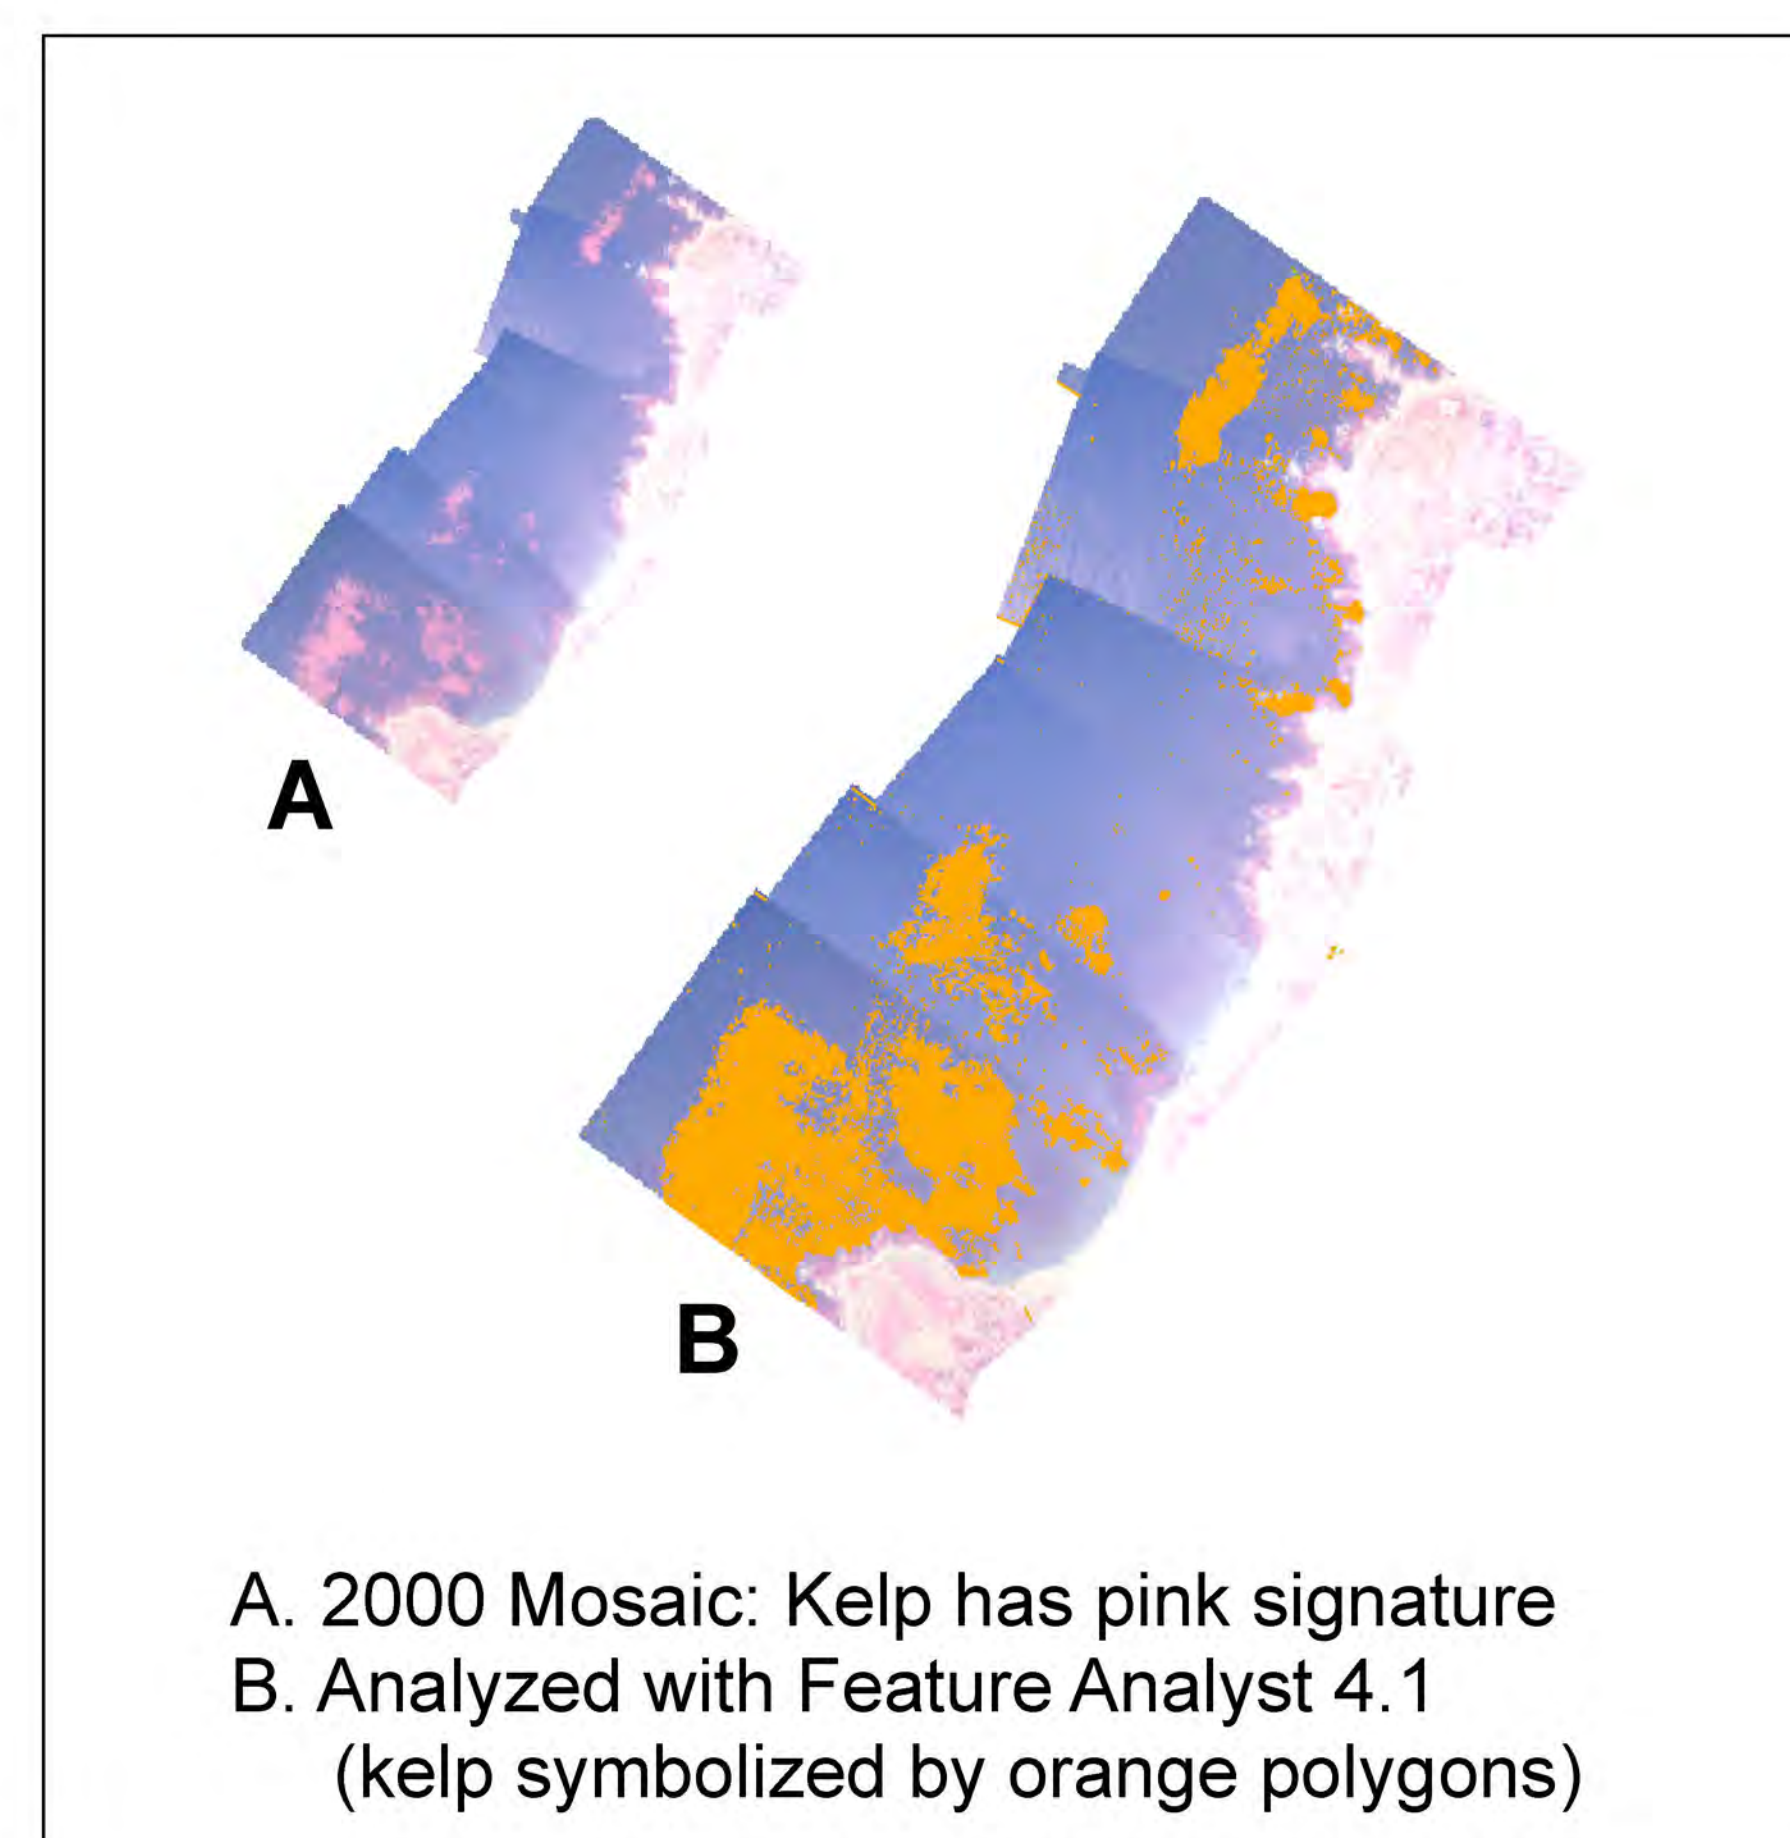 A
B
A. 2000 Mosaic: Kelp has pink signature
B. Analyzed with Feature Analyst 4.1
(kelp symbolized by orange polygons)